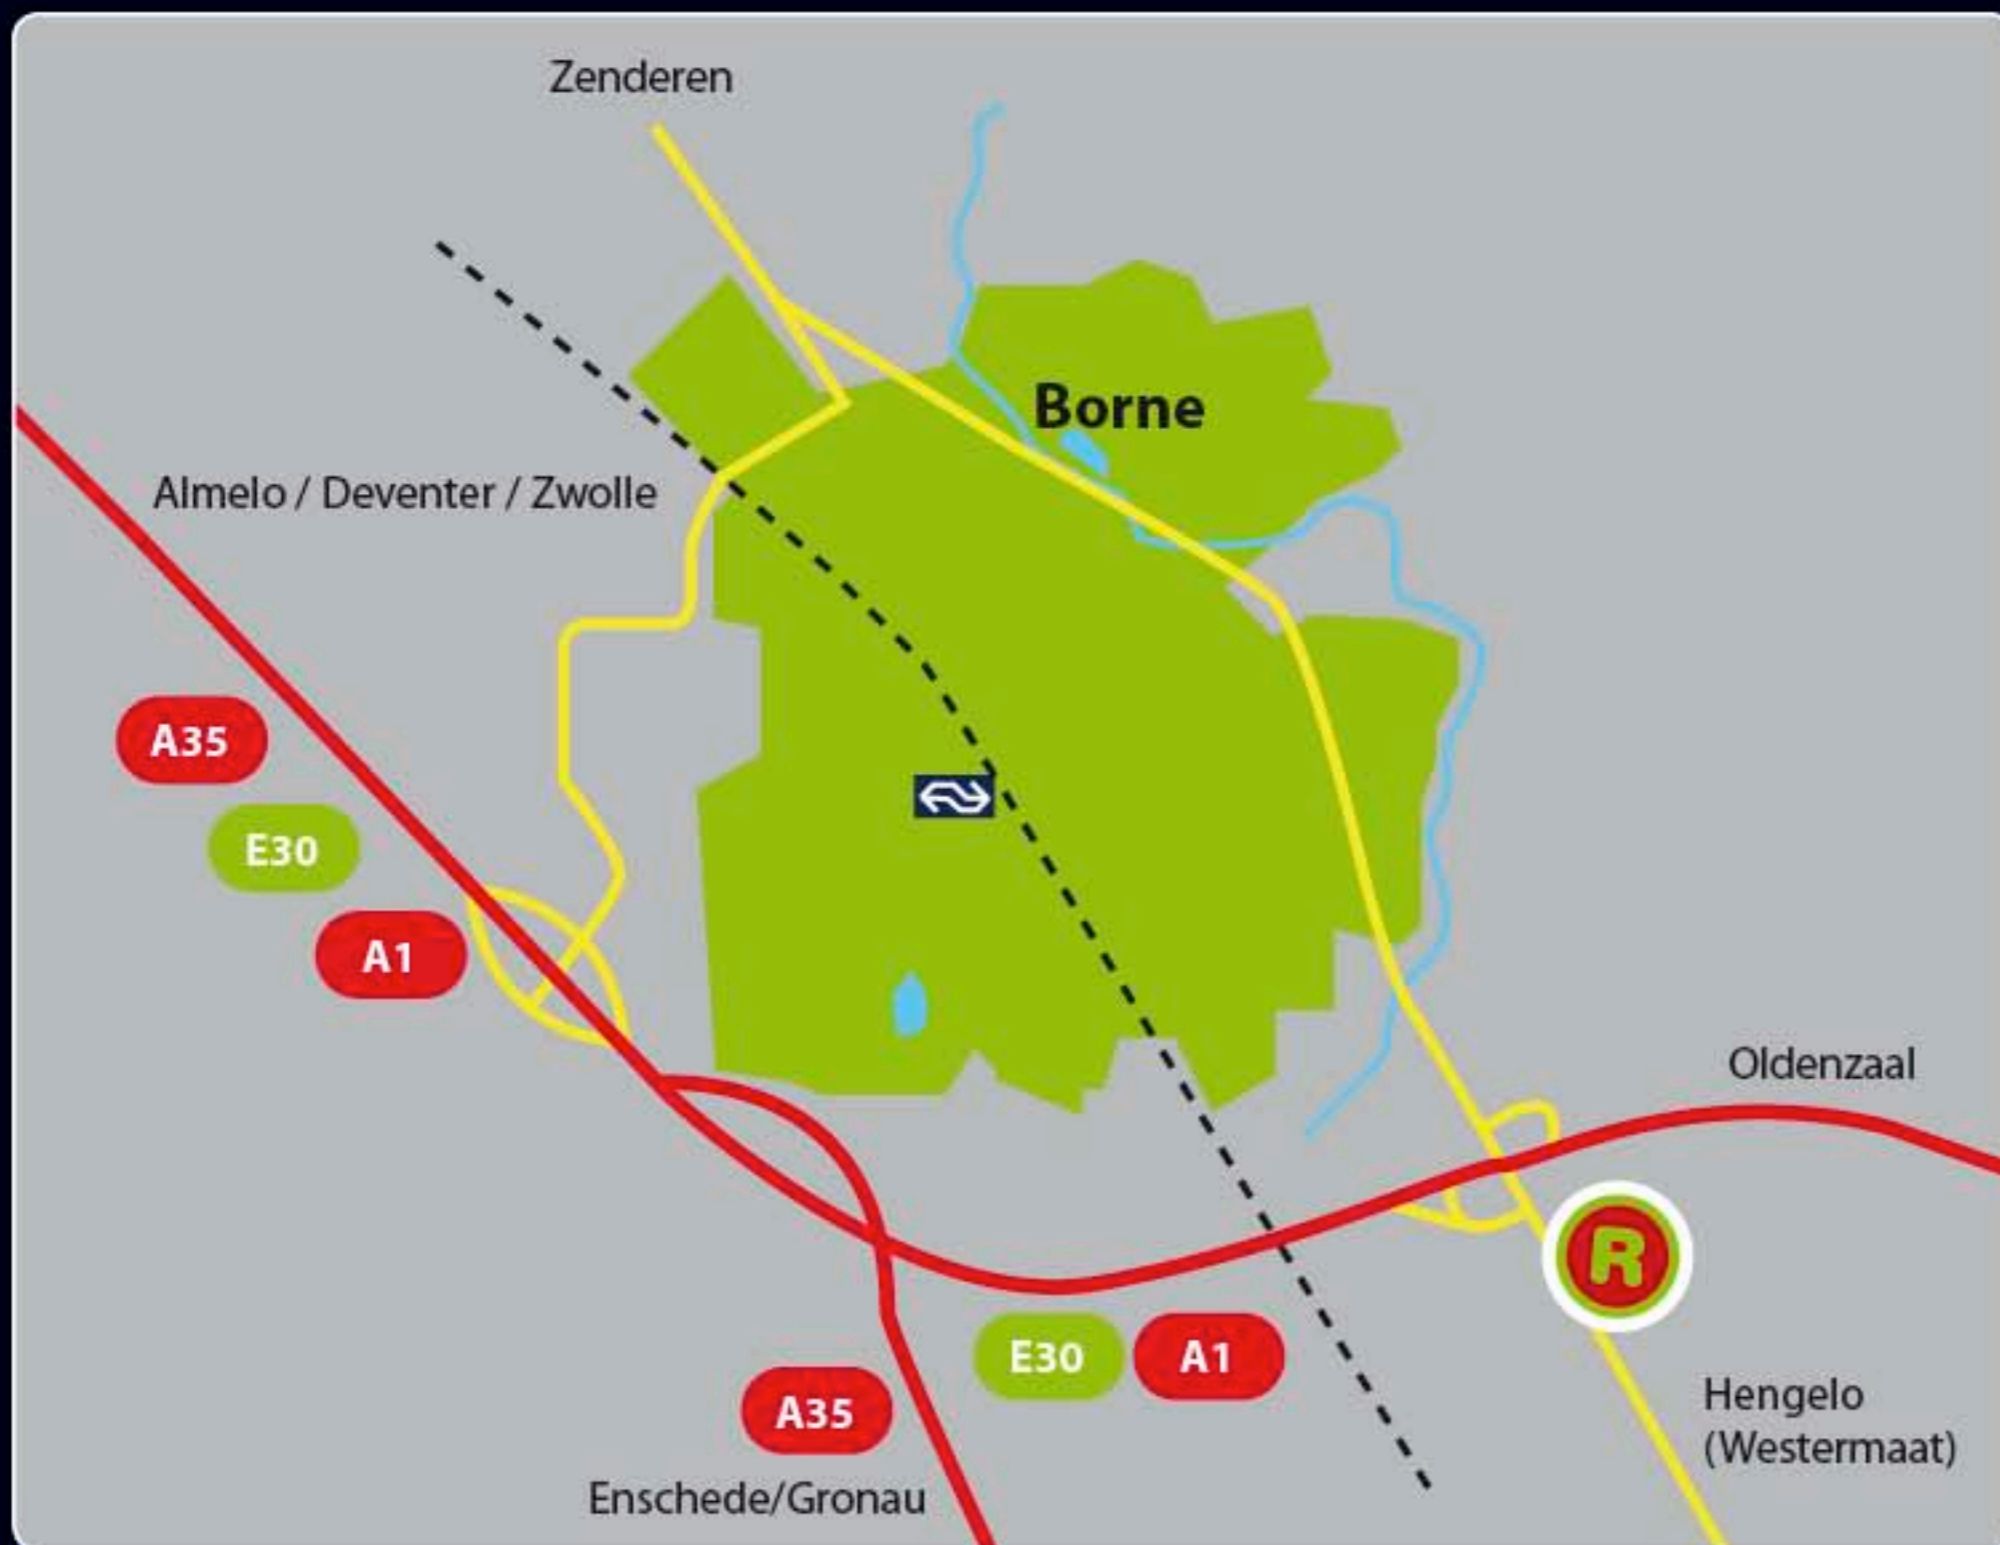 Zenderen
Borne
Almelo / Deventer / Zwolle
A35
E30
A1
Oldenzaal
R
E30
A1
A35
Hengelo
(Westermaat)
Enschede/Gronau